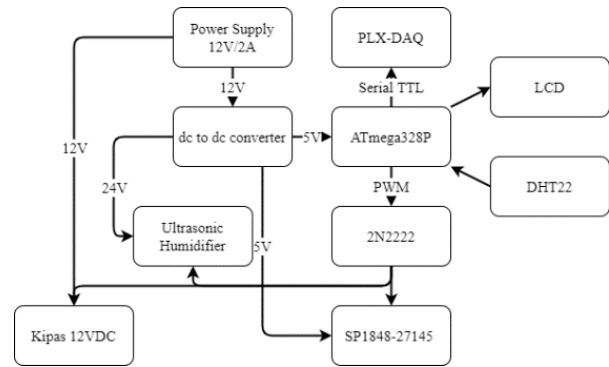 Power Supply
12V/2A
PLX-DAQ
12V
Serial TTL
LCD
dc to dc converter
5V
ATmega328P
12V
24V
PWM
DHT22
Ultrasonic
Humidifier
5V
2N2222
Kipas 12VDC
SP1848-27145